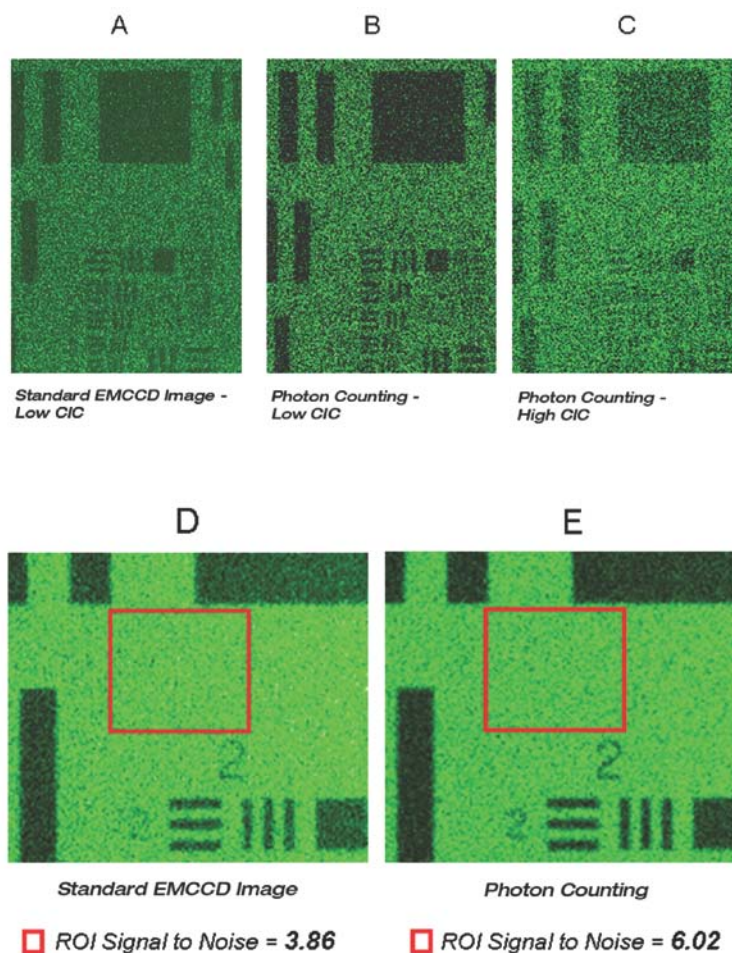 A
B
C
Standard EMCCD Image -
Low CIC
Photon Counting -
Low CIC
Photon Counting -
High CIC
D
E
2
2
2
Standard EMCCD Image
Photon Counting
ROI Signal to Noise = 3.86
ROI Signal to Noise = 6.02